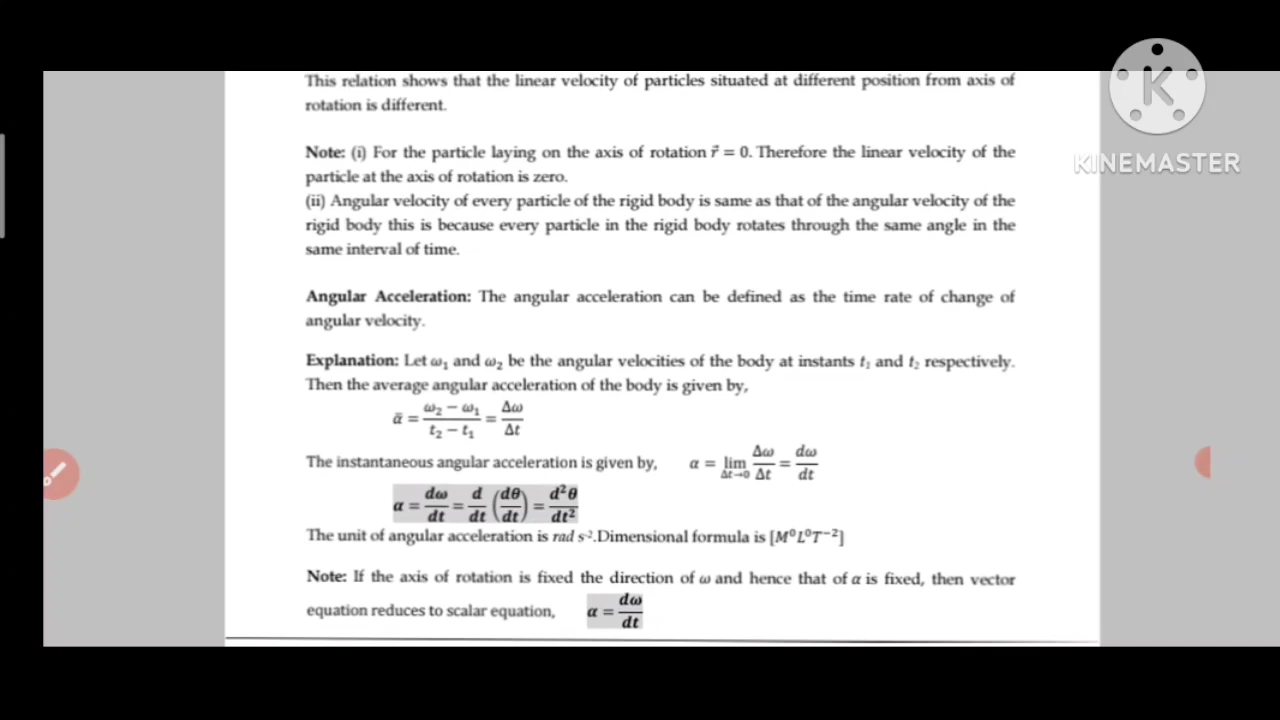 This relation shows that the linear velocity of particles situated at different position from axis of
rotation is different.
K
KINEMASTER
Note: (i) For the particle laying on the axis of rotation r⃗ = 0. Therefore the linear velocity of the
particle at the axis of rotation is zero.
(ii) Angular velocity of every particle of the rigid body is same as that of the angular velocity of the
rigid body this is because every particle in the rigid body rotates through the same angle in the
same interval of time.
Angular Acceleration: The angular acceleration can be defined as the time rate of change of
angular velocity.
Explanation: Let ω₁ and ω₂ be the angular velocities of the body at instants t₁ and t₂ respectively.
Then the average angular acceleration of the body is given by,
ᾱ = (ω₂ − ω₁)/(t₂ − t₁) = Δω/Δt
The instantaneous angular acceleration is given by, α = lim Δt→0 Δω/Δt = dω/dt
α = dω/dt = d/dt (dθ/dt) = d²θ/dt²
The unit of angular acceleration is rad s⁻².Dimensional formula is [M⁰L⁰T⁻²]
Note: If the axis of rotation is fixed the direction of ω and hence that of α is fixed, then vector
equation reduces to scalar equation, α = dω/dt